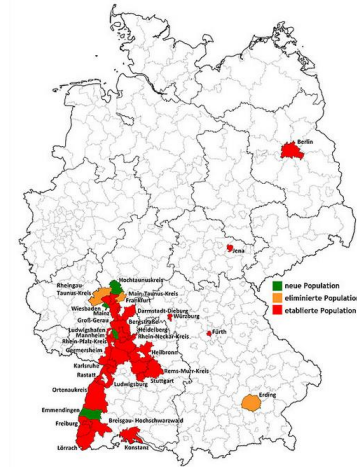 Berlin
Jena
Hochtaunuskreis
Rheingau-
Taunus-Kreis
Main-Taunus-Kreis
Frankfurt
Wiesbaden
Mainz
Groß-Gerau
Darmstadt-Dieburg
Würzburg
Bergstraße
Ludwigshafen
Heidelberg
Mannheim
Rhein-Neckar-Kreis
Rhein-Pfalz-Kreis
Germersheim
Heilbronn
Fürth
Karlsruhe
Rems-Murr-Kreis
Rastatt
Stuttgart
Ludwigsburg
Ortenaukreis
Erding
Emmendingen
Breisgau- Hochschwarzwald
Freiburg
Lörrach
Konstanz
neue Population
eliminierte Population
etablierte Population